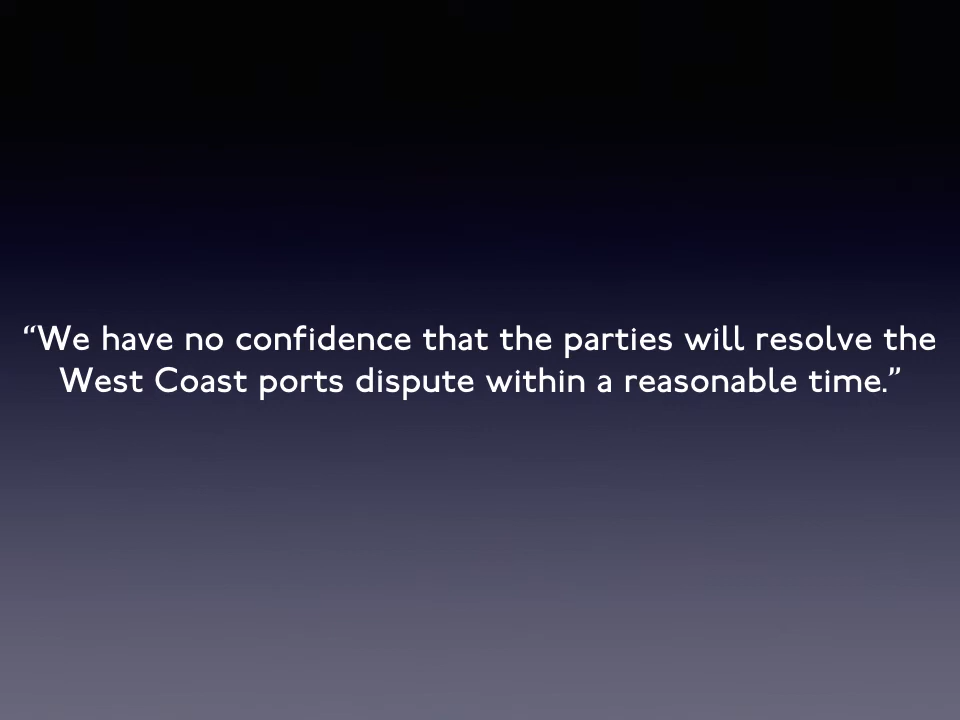 “We have no confidence that the parties will resolve the
West Coast ports dispute within a reasonable time.”